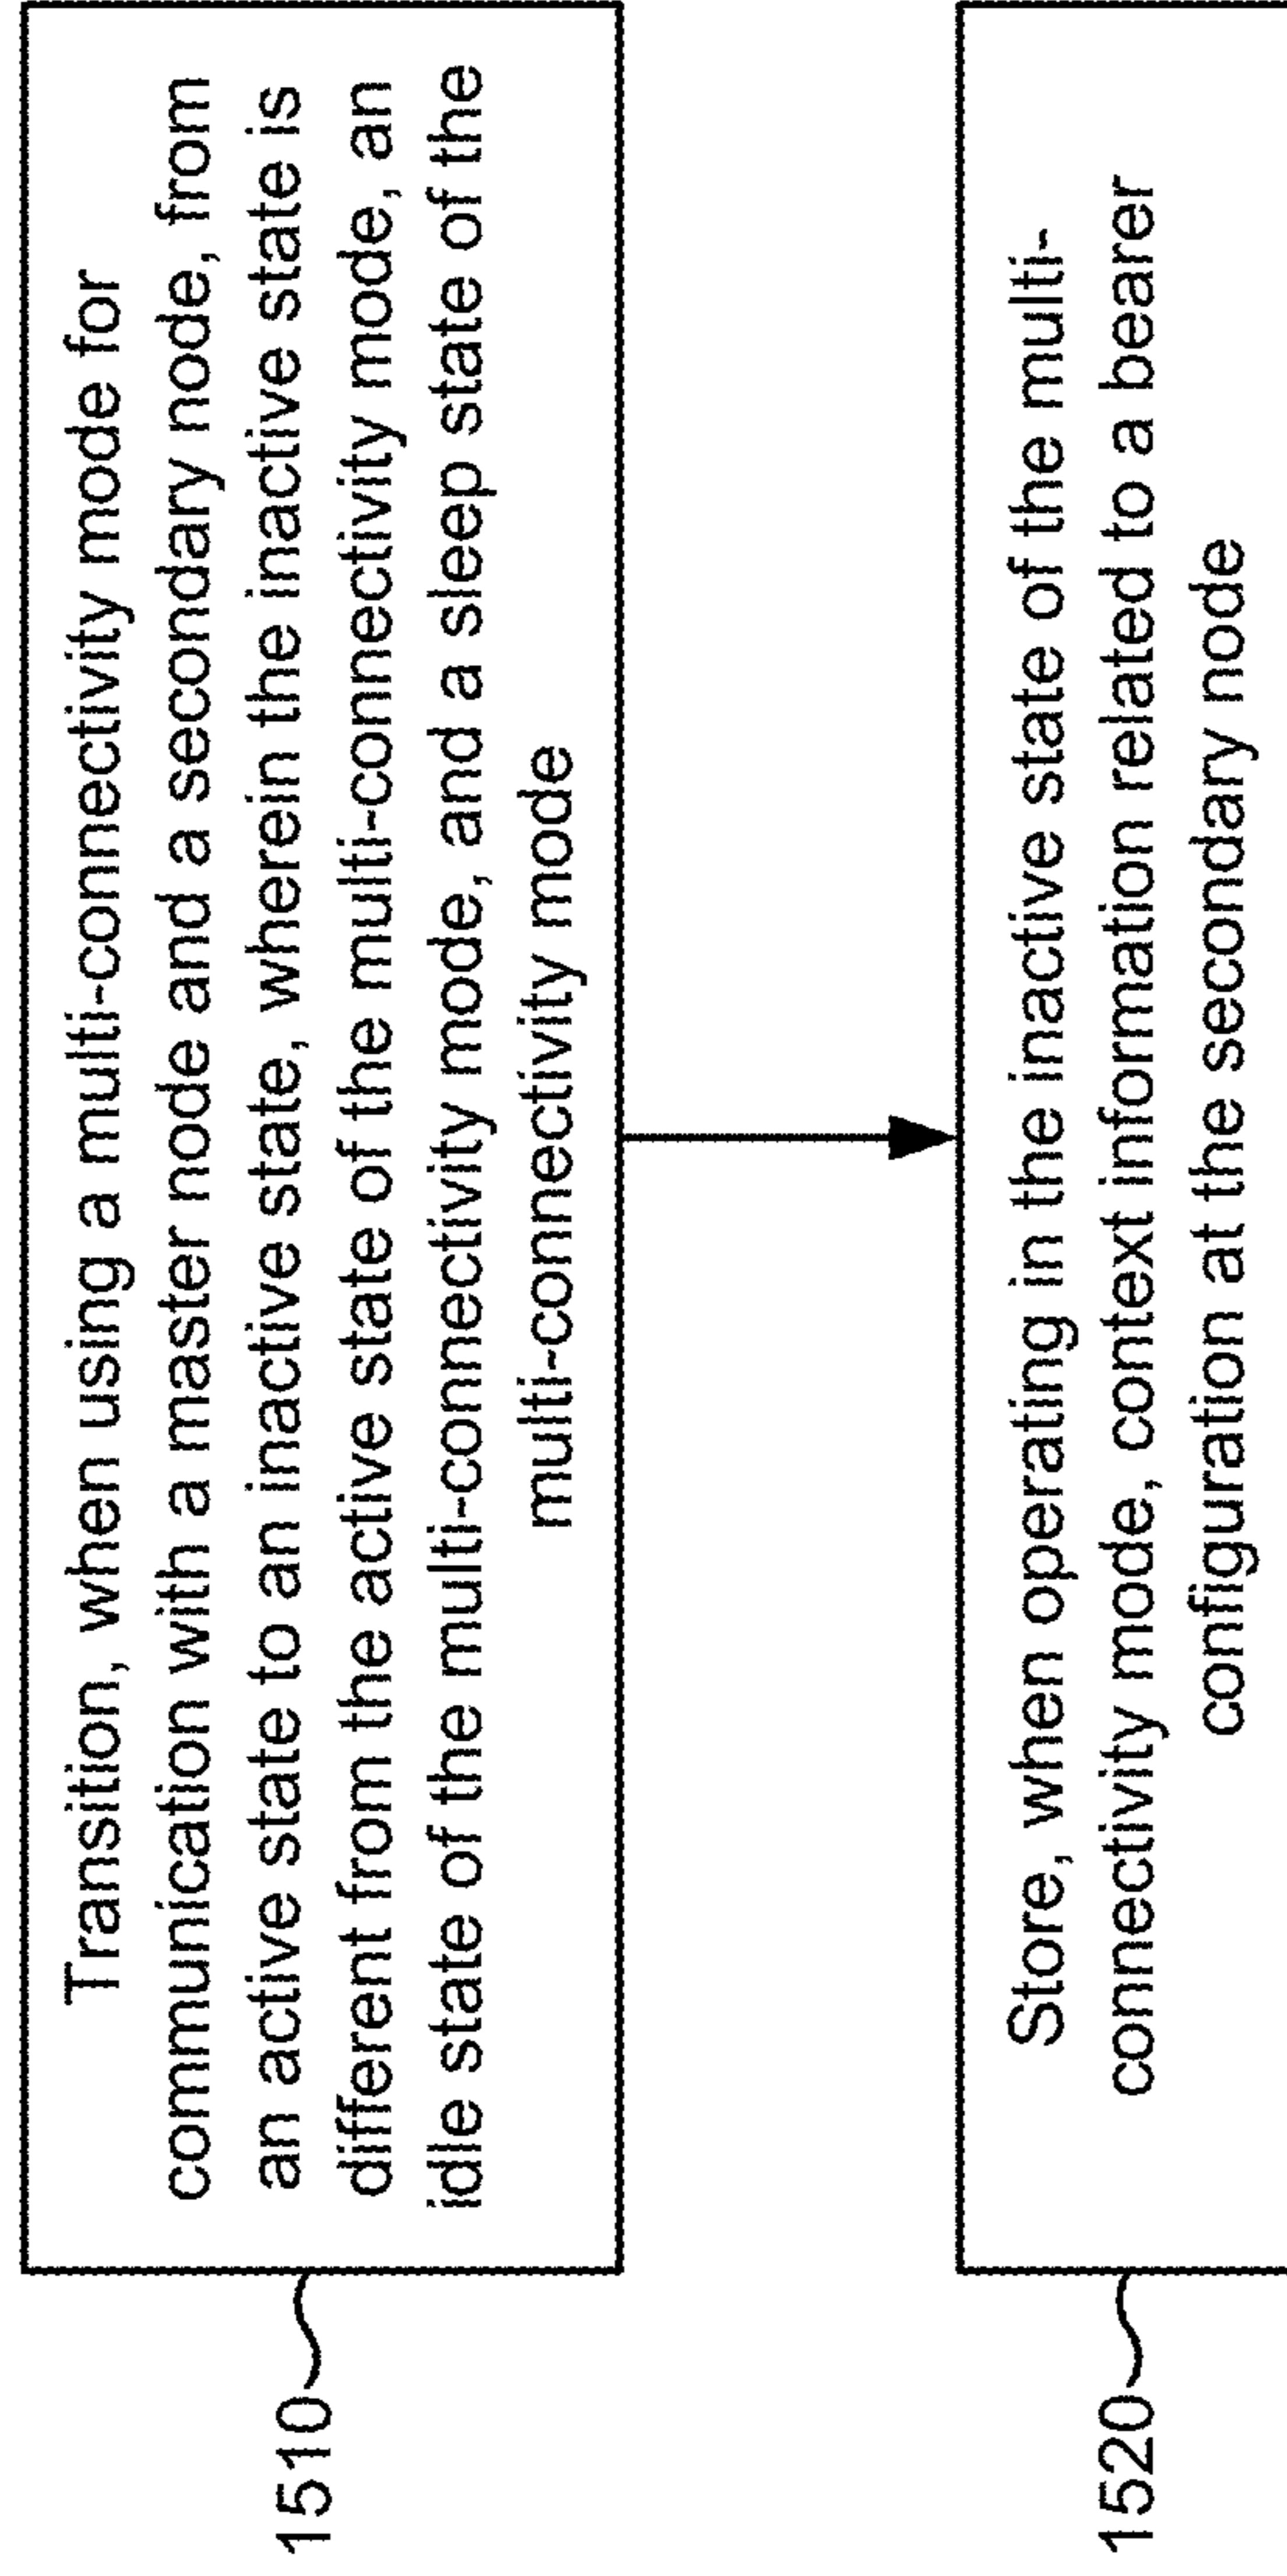 1510
Transition, when using a multi-connectivity mode for
communication with a master node and a secondary node, from
an active state to an inactive state, wherein the inactive state is
different from the active state of the multi-connectivity mode, an
idle state of the multi-connectivity mode, and a sleep state of the
multi-connectivity mode
1520
Store, when operating in the inactive state of the multi-
connectivity mode, context information related to a bearer
configuration at the secondary node